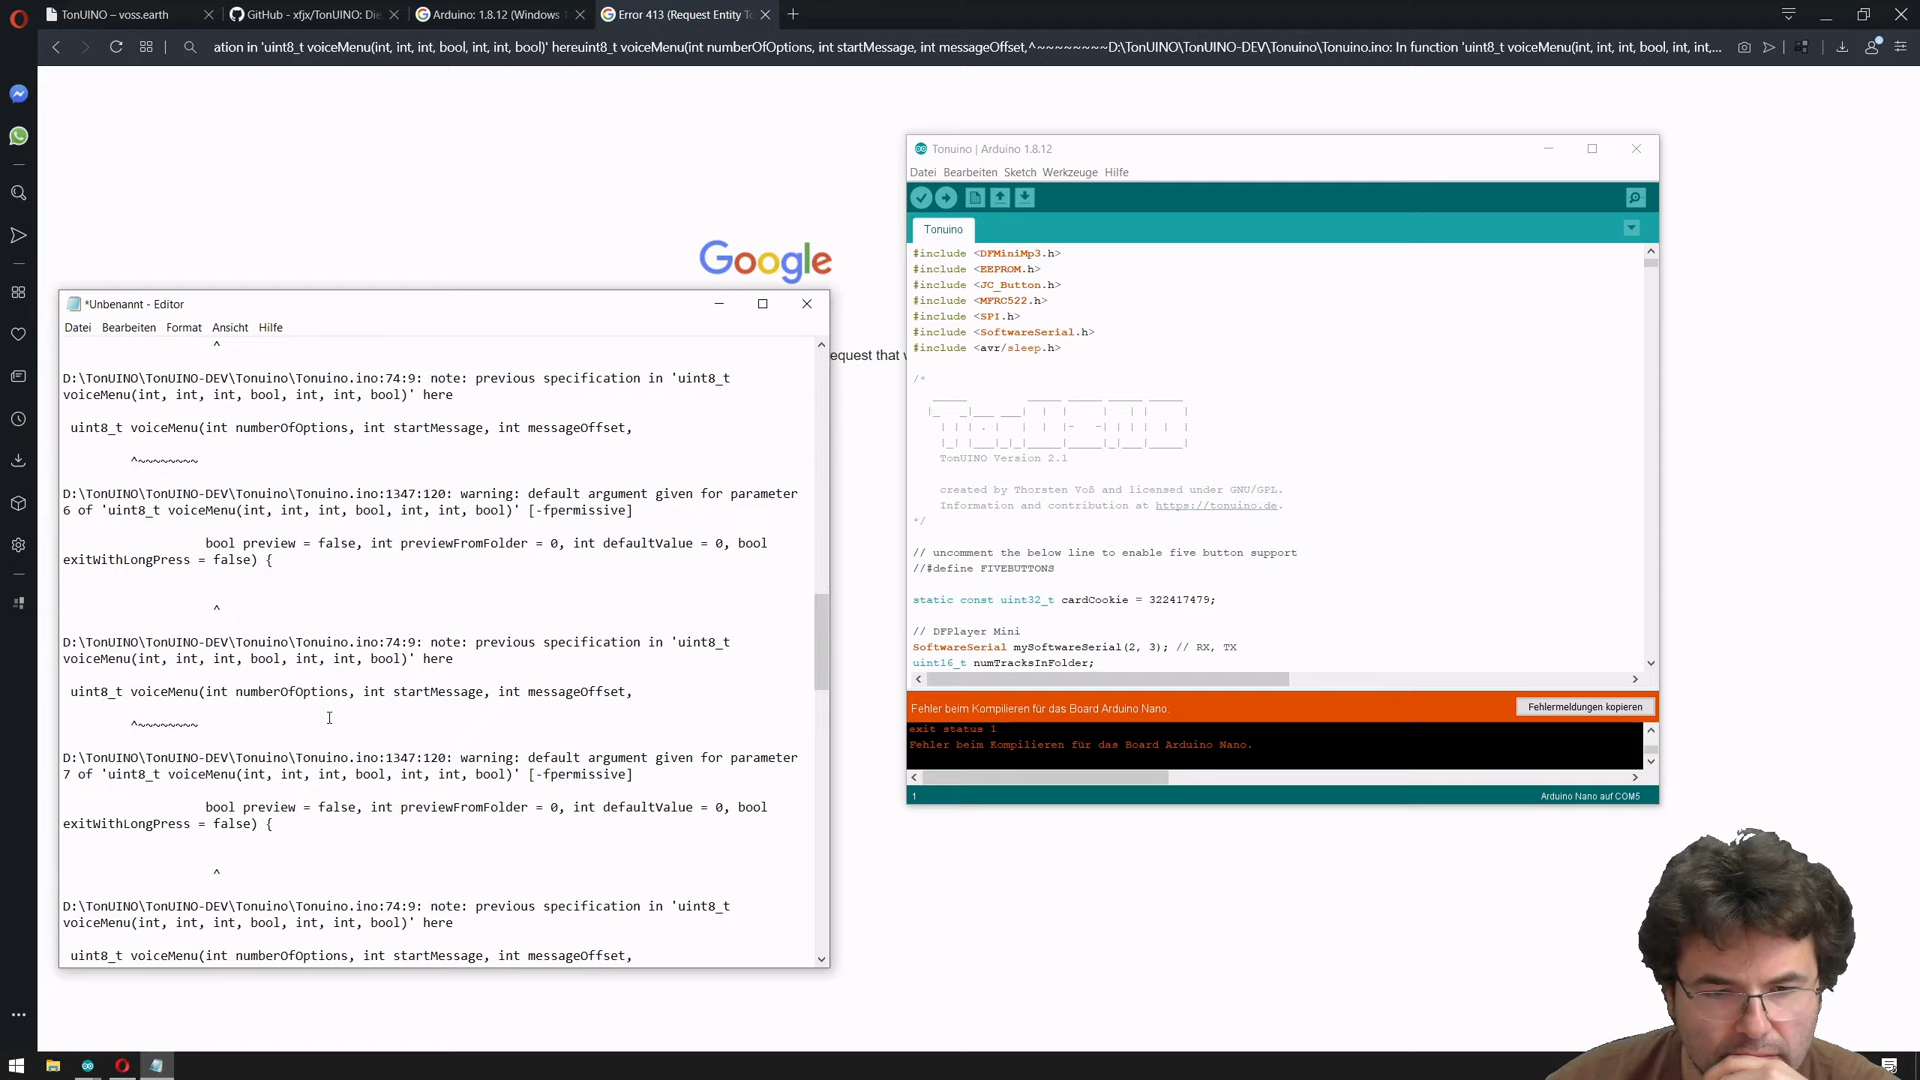 TonUINO – voss.earth
GitHub - xfjx/TonUINO: Die
Arduino: 1.8.12 (Windows 1
Error 413 (Request Entity To
ation in 'uint8_t voiceMenu(int, int, int, bool, int, int, bool)' hereuint8_t voiceMenu(int numberOfOptions, int startMessage, int messageOffset,^~~~~~~~~D:\TonUINO\TonUINO-DEV\Tonuino\Tonuino.ino: In function 'uint8_t voiceMenu(int, int, int, bool, int, int,...
Google
equest that w
*Unbenannt - Editor
Datei Bearbeiten Format Ansicht Hilfe
^
D:\TonUINO\TonUINO-DEV\Tonuino\Tonuino.ino:74:9: note: previous specification in 'uint8_t
voiceMenu(int, int, int, bool, int, int, bool)' here
uint8_t voiceMenu(int numberOfOptions, int startMessage, int messageOffset,
^~~~~~~~~
D:\TonUINO\TonUINO-DEV\Tonuino\Tonuino.ino:1347:120: warning: default argument given for parameter
6 of 'uint8_t voiceMenu(int, int, int, bool, int, int, bool)' [-fpermissive]
bool preview = false, int previewFromFolder = 0, int defaultValue = 0, bool
exitWithLongPress = false) {
^
D:\TonUINO\TonUINO-DEV\Tonuino\Tonuino.ino:74:9: note: previous specification in 'uint8_t
voiceMenu(int, int, int, bool, int, int, bool)' here
uint8_t voiceMenu(int numberOfOptions, int startMessage, int messageOffset,
^~~~~~~~~
D:\TonUINO\TonUINO-DEV\Tonuino\Tonuino.ino:1347:120: warning: default argument given for parameter
7 of 'uint8_t voiceMenu(int, int, int, bool, int, int, bool)' [-fpermissive]
bool preview = false, int previewFromFolder = 0, int defaultValue = 0, bool
exitWithLongPress = false) {
^
D:\TonUINO\TonUINO-DEV\Tonuino\Tonuino.ino:74:9: note: previous specification in 'uint8_t
voiceMenu(int, int, int, bool, int, int, bool)' here
uint8_t voiceMenu(int numberOfOptions, int startMessage, int messageOffset,
Tonuino | Arduino 1.8.12
Datei Bearbeiten Sketch Werkzeuge Hilfe
Tonuino
#include <DFMiniMp3.h>
#include <EEPROM.h>
#include <JC_Button.h>
#include <MFRC522.h>
#include <SPI.h>
#include <SoftwareSerial.h>
#include <avr/sleep.h>
/*
TonUINO Version 2.1
created by Thorsten Voß and licensed under GNU/GPL.
Information and contribution at https://tonuino.de.
*/
// uncomment the below line to enable five button support
//#define FIVEBUTTONS
static const uint32_t cardCookie = 322417479;
// DFPlayer Mini
SoftwareSerial mySoftwareSerial(2, 3); // RX, TX
uint16_t numTracksInFolder;
Fehler beim Kompilieren für das Board Arduino Nano.
Fehlermeldungen kopieren
exit status 1
Fehler beim Kompilieren für das Board Arduino Nano.
1
Arduino Nano auf COM5